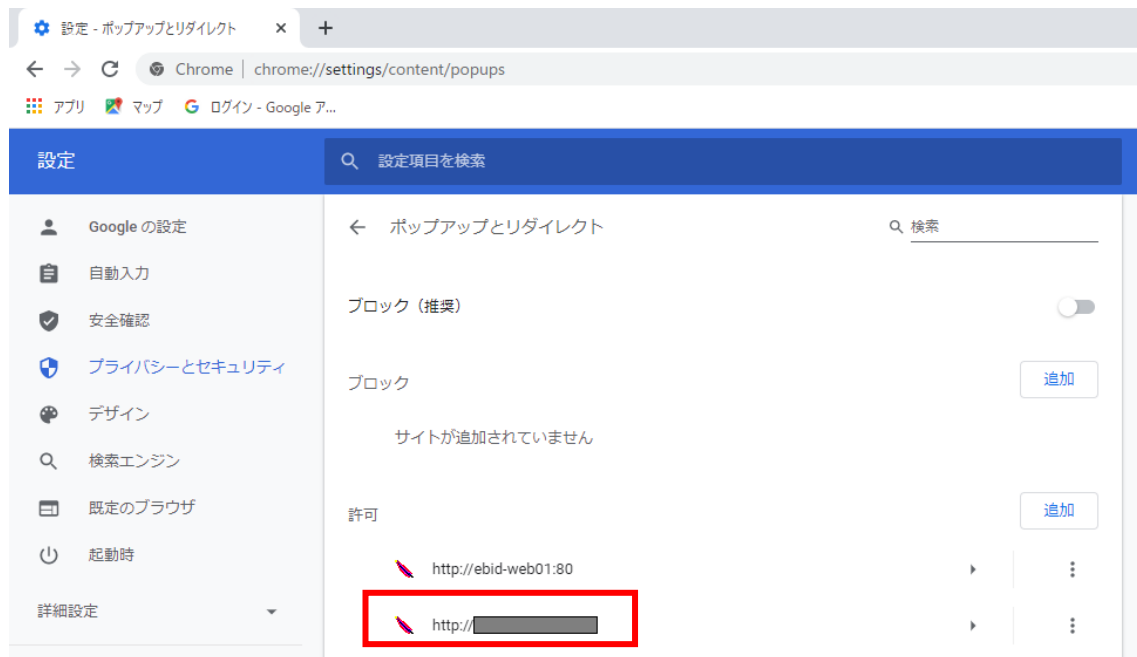 設定 - ポップアップとリダイレクト
Chrome | chrome://settings/content/popups
アプリ マップ ログイン - Google ア...
設定
設定項目を検索
Google の設定
自動入力
安全確認
プライバシーとセキュリティ
デザイン
検索エンジン
既定のブラウザ
起動時
詳細設定
ポップアップとリダイレクト
検索
ブロック（推奨）
ブロック
追加
サイトが追加されていません
許可
追加
http://ebid-web01:80
http://